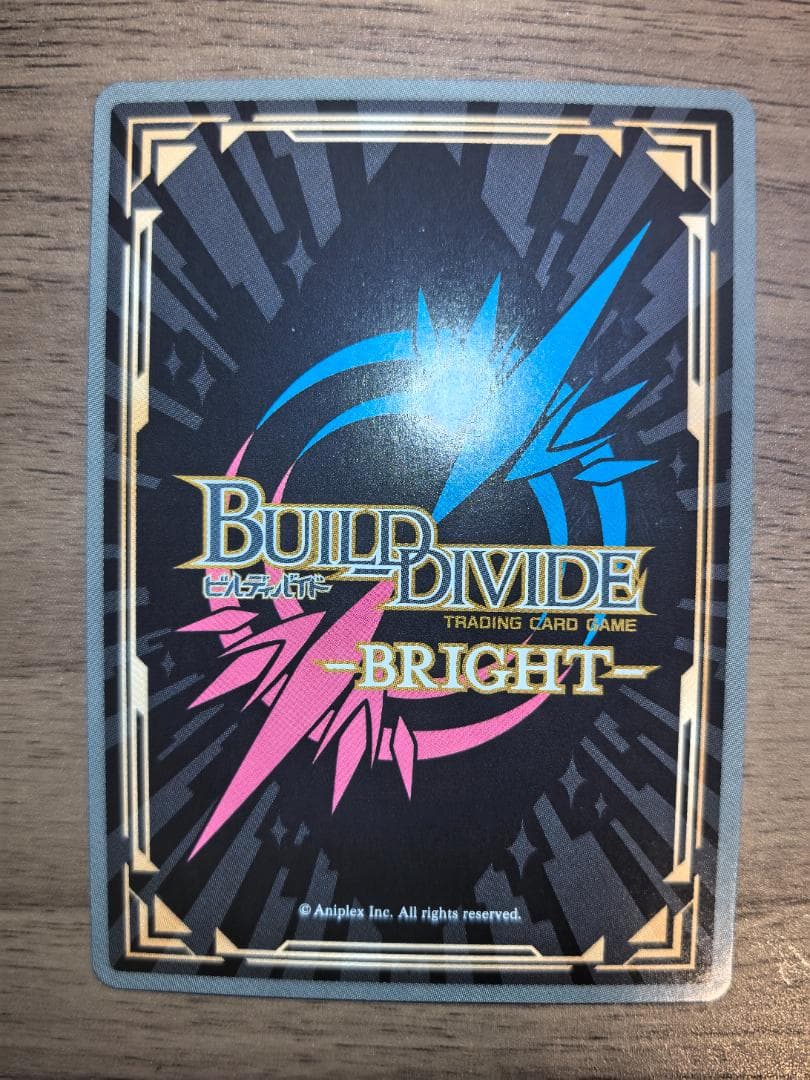 BUILD DIVIDE
ビルディバイド
TRADING CARD GAME
-BRIGHT-
© Aniplex Inc. All rights reserved.